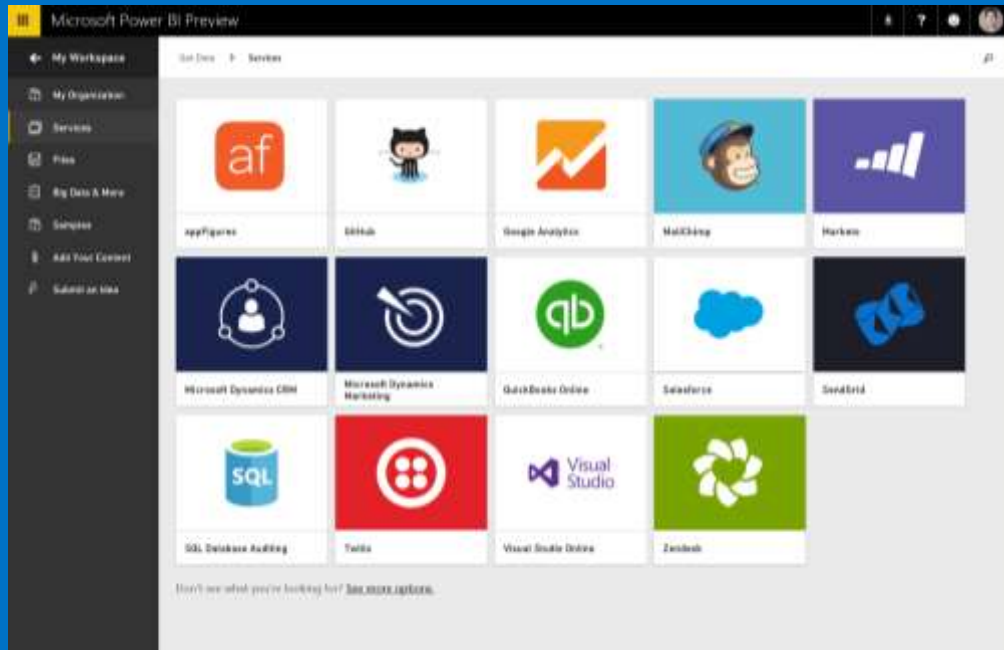 Microsoft Power BI Preview
?
My Workspace
Get Data
Services
My Organization
Services
Files
Big Data & More
Samples
Add Your Content
Submit an Idea
af
qb
SQL
Visual
Studio
appFigures
GitHub
Google Analytics
MailChimp
Marketo
Microsoft Dynamics CRM
Microsoft Dynamics
Marketing
QuickBooks Online
Salesforce
SendGrid
SQL Database Auditing
Twilio
Visual Studio Online
Zendesk
Don't see what you're looking for? See more options.